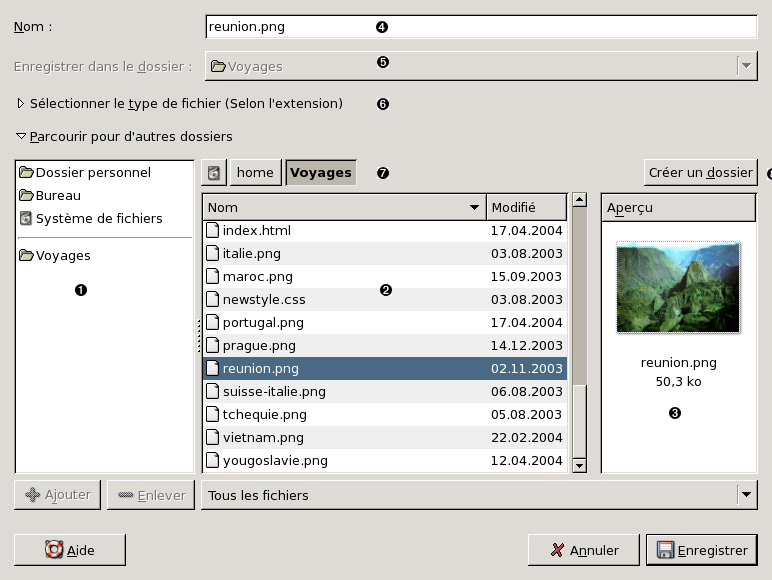 Nom : reunion.png ❹
Enregistrer dans le dossier : Voyages ❺
Sélectionner le type de fichier (Selon l'extension) ❻
Parcourir pour d'autres dossiers
Dossier personnel
Bureau
Système de fichiers
Voyages
❶
home Voyages ❼ Créer un dossier
Nom Modifié
index.html 17.04.2004
italie.png 03.08.2003
maroc.png 15.09.2003
newstyle.css 03.08.2003
❷
portugal.png 17.04.2004
prague.png 14.12.2003
reunion.png 02.11.2003
suisse-italie.png 06.08.2003
tchequie.png 05.08.2003
vietnam.png 22.02.2004
yougoslavie.png 12.04.2004
Aperçu
reunion.png
50,3 ko
❸
Ajouter Enlever Tous les fichiers
Aide Annuler Enregistrer